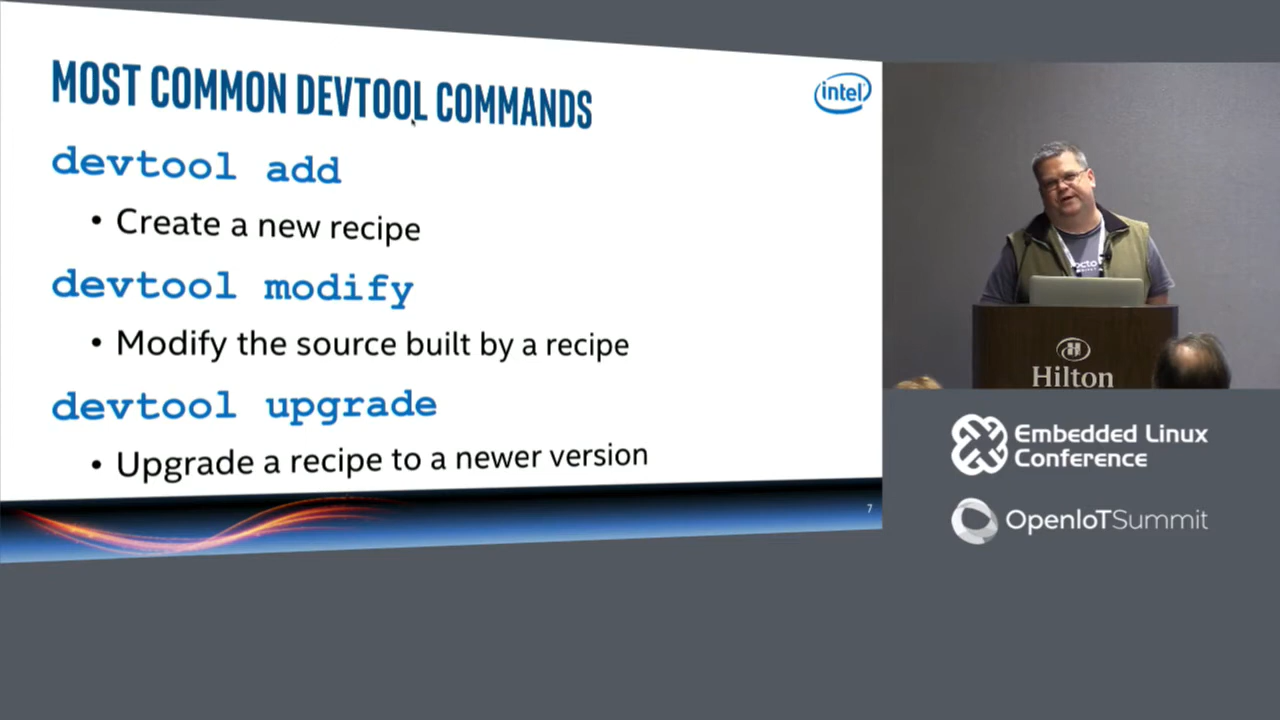 MOST COMMON DEVTOOL COMMANDS
intel
devtool add
• Create a new recipe
devtool modify
• Modify the source built by a recipe
devtool upgrade
• Upgrade a recipe to a newer version
7
octo
Hilton
Embedded Linux
Conference
OpenIoTSummit